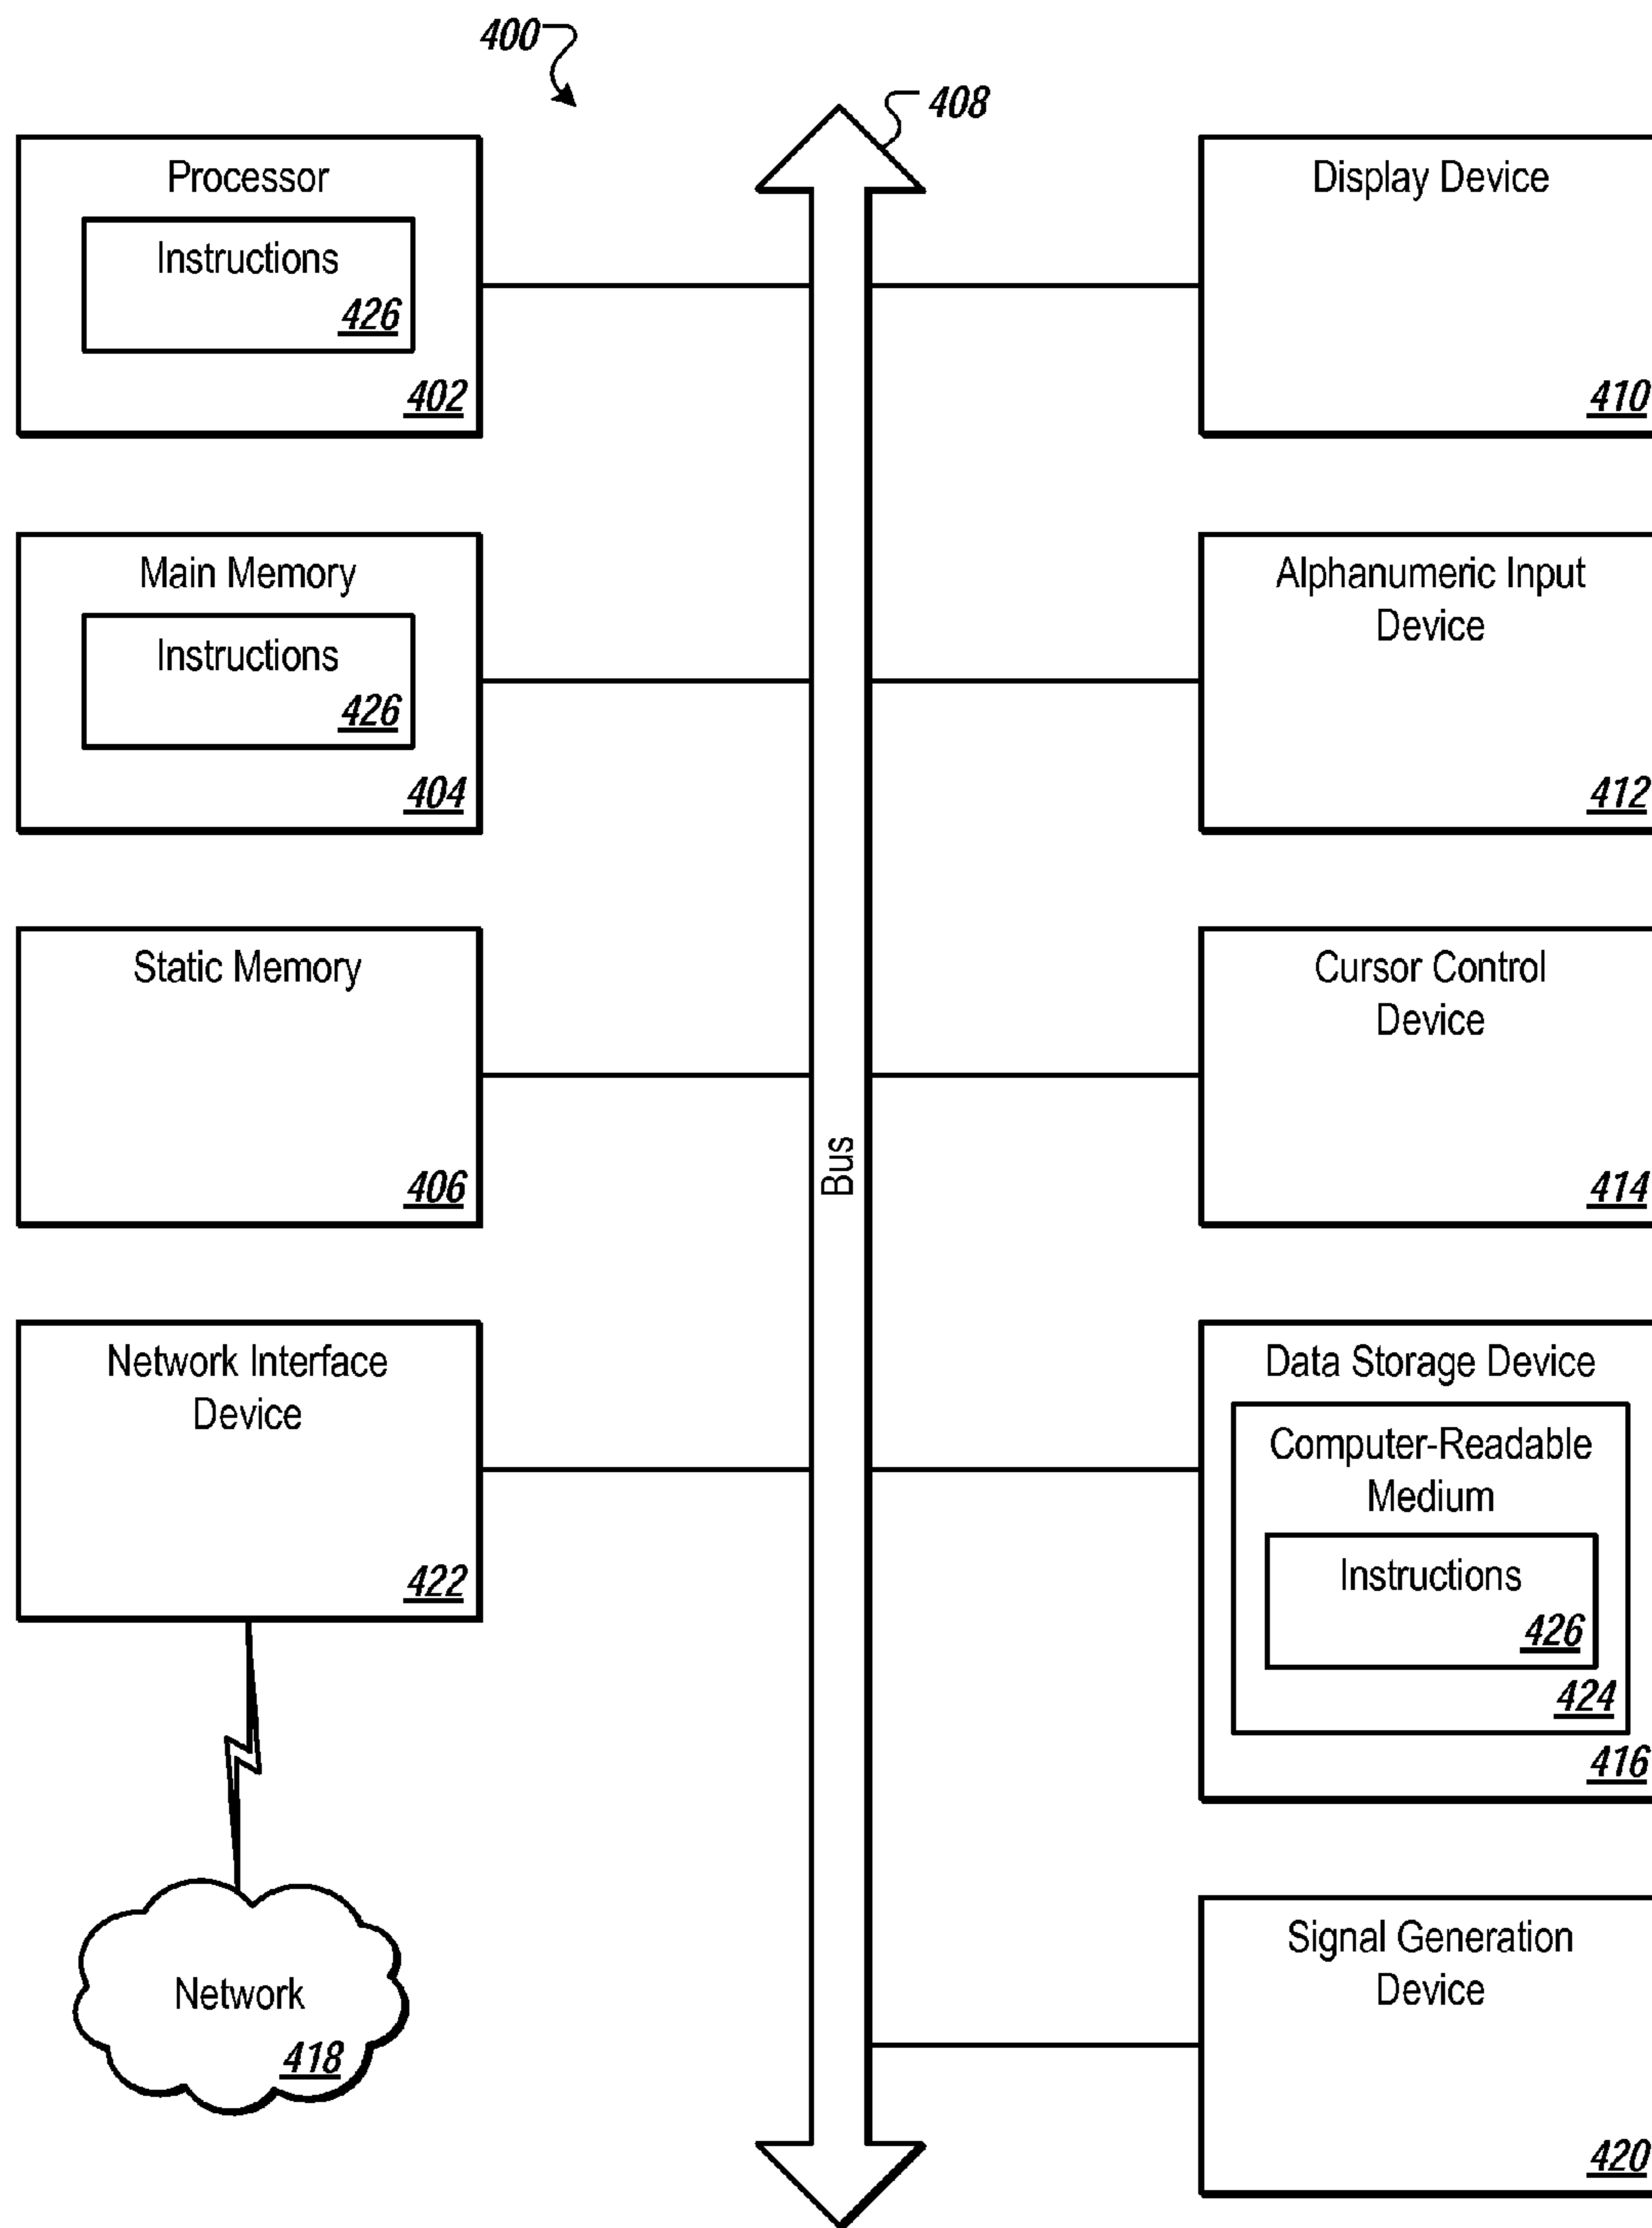 400
408
Processor
Instructions
426
402
Main Memory
Instructions
426
404
Static Memory
406
Network Interface
Device
422
Network
418
Bus
Display Device
410
Alphanumeric Input
Device
412
Cursor Control
Device
414
Data Storage Device
Computer-Readable
Medium
Instructions
426
424
416
Signal Generation
Device
420